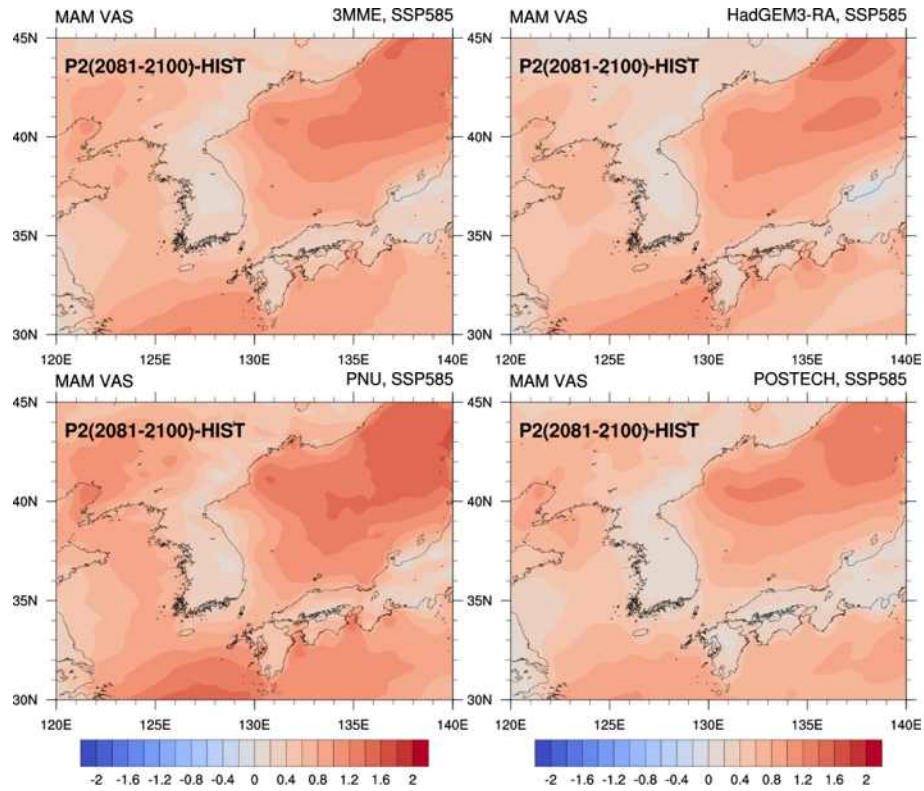 MAM VAS 3MME, SSP585
P2(2081-2100)-HIST
45N
40N
35N
30N
120E 125E 130E 135E 140E
MAM VAS HadGEM3-RA, SSP585
P2(2081-2100)-HIST
45N
40N
35N
30N
120E 125E 130E 135E 140E
MAM VAS PNU, SSP585
P2(2081-2100)-HIST
45N
40N
35N
30N
120E 125E 130E 135E 140E
-2 -1.6 -1.2 -0.8 -0.4 0 0.4 0.8 1.2 1.6 2
MAM VAS POSTECH, SSP585
P2(2081-2100)-HIST
45N
40N
35N
30N
120E 125E 130E 135E 140E
-2 -1.6 -1.2 -0.8 -0.4 0 0.4 0.8 1.2 1.6 2